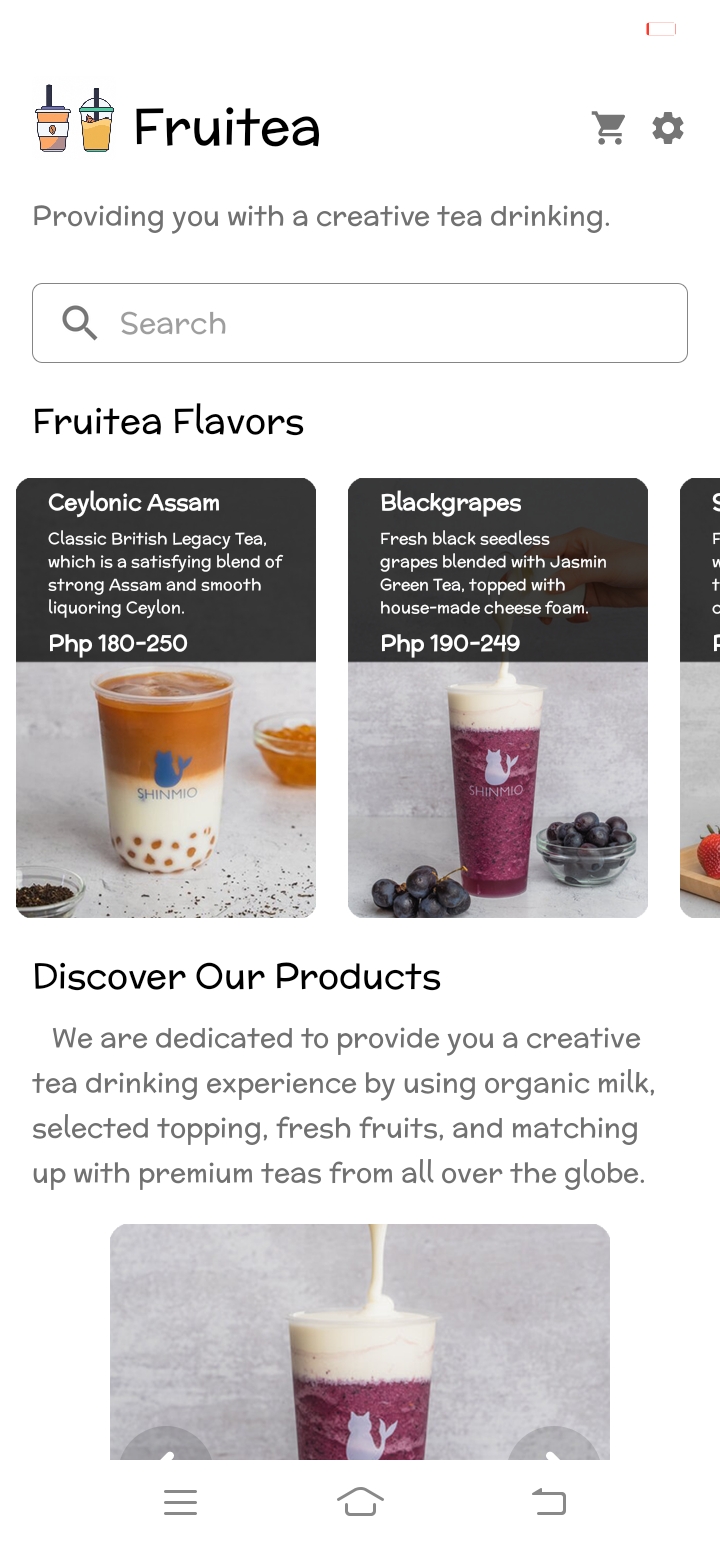 Fruitea
Providing you with a creative tea drinking.
Search
Fruitea Flavors
Ceylonic Assam
Classic British Legacy Tea,
which is a satisfying blend of
strong Assam and smooth
liquoring Ceylon.
Php 180-250
SHINMIO
Blackgrapes
Fresh black seedless
grapes blended with Jasmin
Green Tea, topped with
house-made cheese foam.
Php 190-249
SHINMIO
Discover Our Products
We are dedicated to provide you a creative
tea drinking experience by using organic milk,
selected topping, fresh fruits, and matching
up with premium teas from all over the globe.